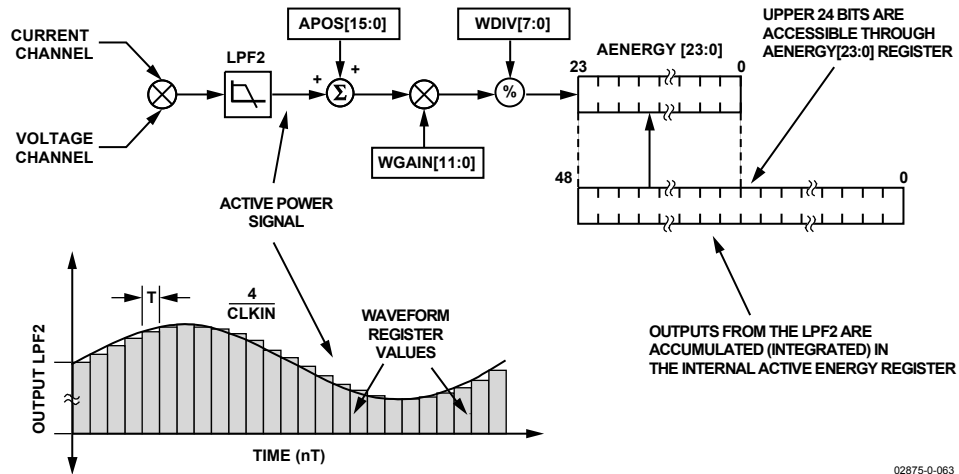 CURRENT
CHANNEL
VOLTAGE
CHANNEL
LPF2
APOS[15:0]
+
+
Σ
WGAIN[11:0]
WDIV[7:0]
%
AENERGY [23:0]
23
0
48
0
UPPER 24 BITS ARE
ACCESSIBLE THROUGH
AENERGY[23:0] REGISTER
ACTIVE POWER
SIGNAL
OUTPUTS FROM THE LPF2 ARE
ACCUMULATED (INTEGRATED) IN
THE INTERNAL ACTIVE ENERGY REGISTER
OUTPUT LPF2
T
4
CLKIN
WAVEFORM
REGISTER
VALUES
TIME (nT)
02875-0-063